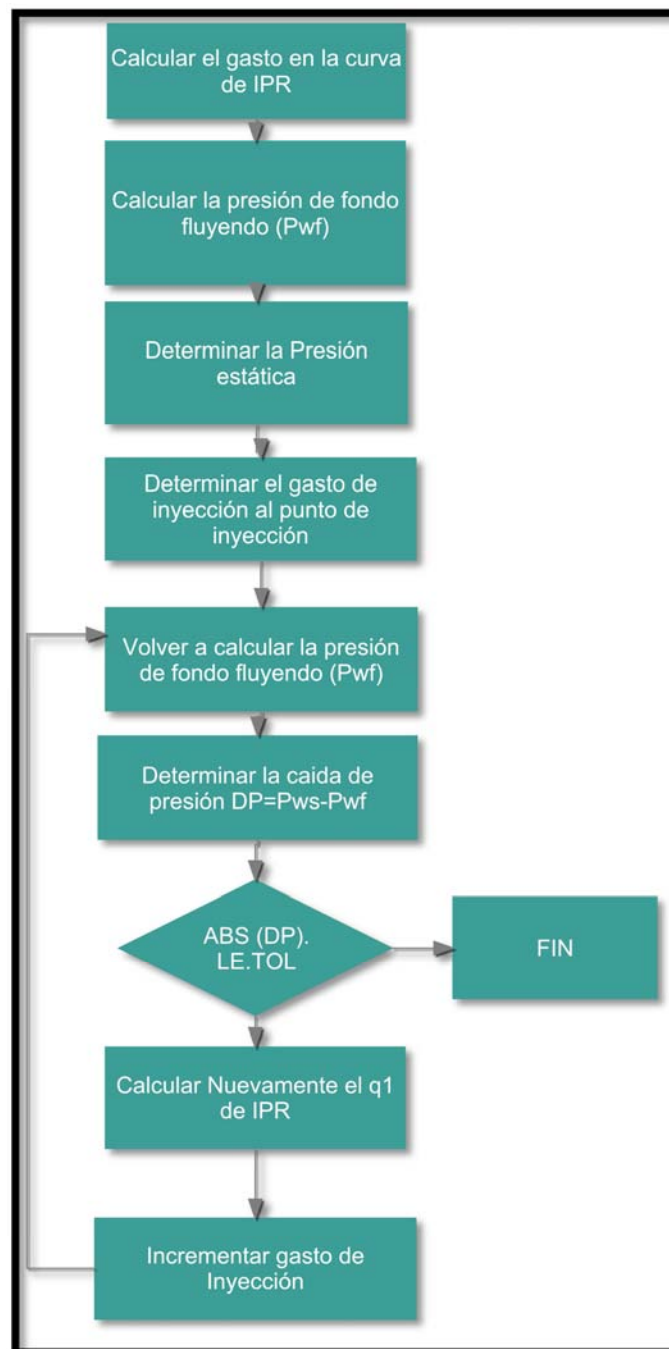 Calcular el gasto en la curva
de IPR
Calcular la presión de fondo
fluyendo (Pwf)
Determinar la Presión
estática
Determinar el gasto de
inyección al punto de
inyección
Volver a calcular la presión
de fondo fluyendo (Pwf)
Determinar la caida de
presión DP=Pws-Pwf
ABS (DP).
LE.TOL
FIN
Calcular Nuevamente el q1
de IPR
Incrementar gasto de
Inyección